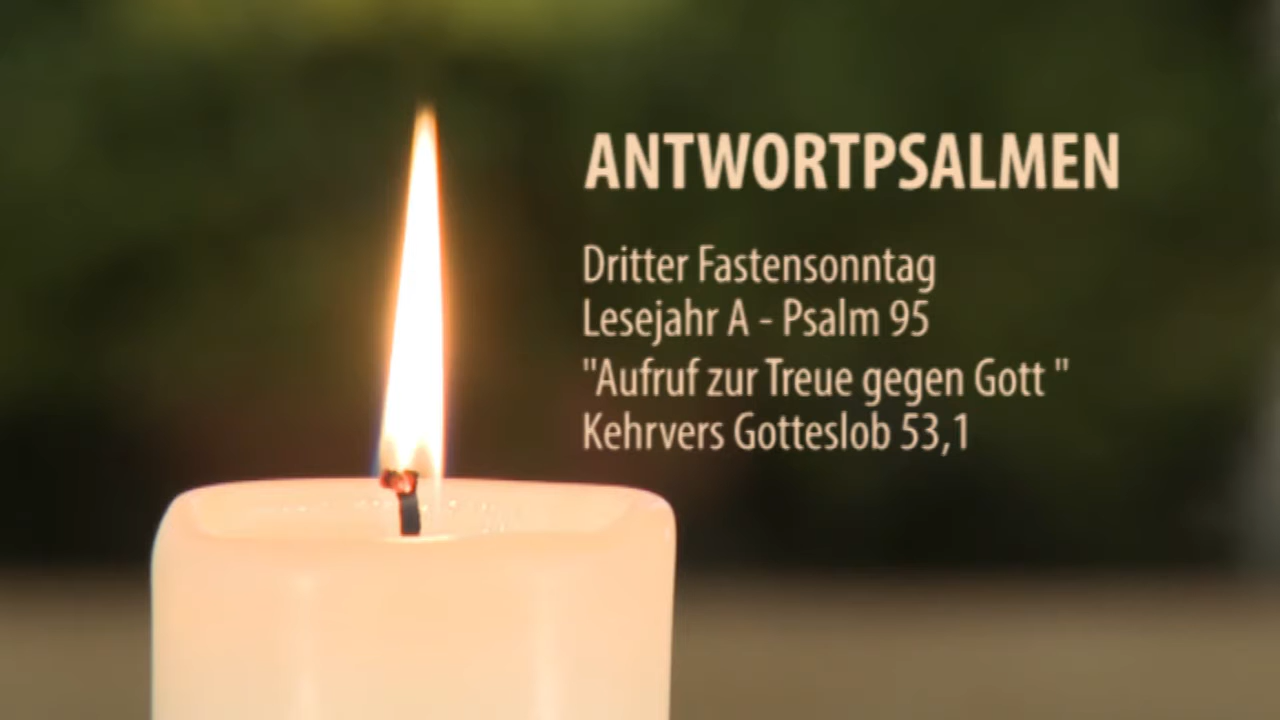 ANTWORTPSALMEN
Dritter Fastensonntag
Lesejahr A - Psalm 95
"Aufruf zur Treue gegen Gott "
Kehrvers Gotteslob 53,1